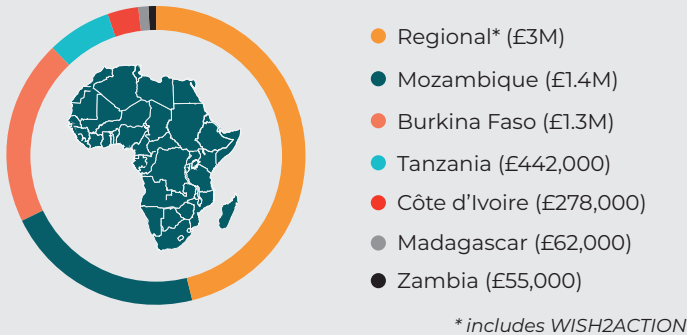 Regional* (£3M)
Mozambique (£1.4M)
Burkina Faso (£1.3M)
Tanzania (£442,000)
Côte d’Ivoire (£278,000)
Madagascar (£62,000)
Zambia (£55,000)
* includes WISH2ACTION